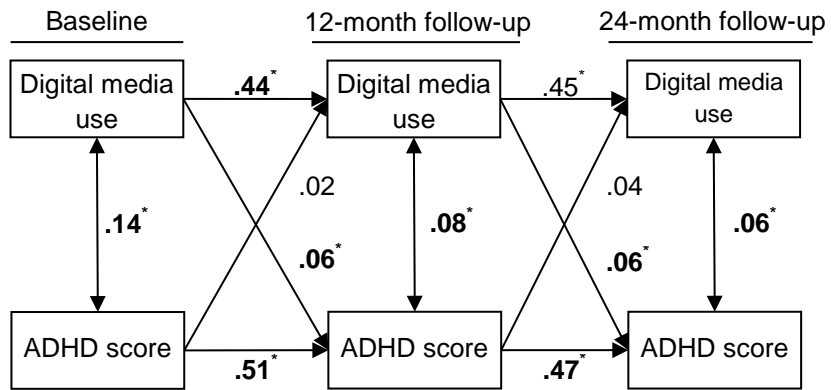 Baseline 12-month follow-up 24-month follow-up
Digital media use
.44*
Digital media use
.45*
Digital media use
.02
.04
.14*
.08*
.06*
.06*
.06*
ADHD score
.51*
ADHD score
.47*
ADHD score